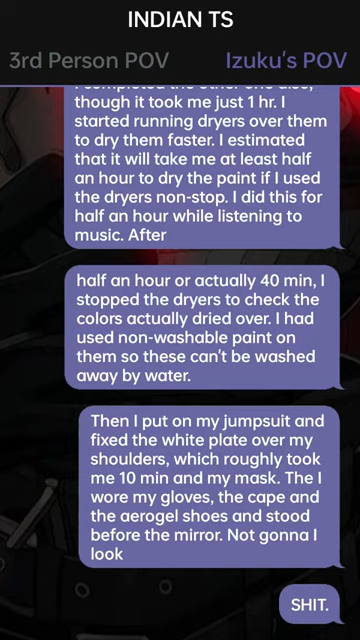 INDIAN TS
3rd Person POV
Izuku's POV
I completed the other one also,
though it took me just 1 hr. I
started running dryers over them
to dry them faster. I estimated
that it will take me at least half
an hour to dry the paint if I used
the dryers non-stop. I did this for
half an hour while listening to
music. After
half an hour or actually 40 min, I
stopped the dryers to check the
colors actually dried over. I had
used non-washable paint on
them so these can't be washed
away by water.
Then I put on my jumpsuit and
fixed the white plate over my
shoulders, which roughly took
me 10 min and my mask. The I
wore my gloves, the cape and
the aerogel shoes and stood
before the mirror. Not gonna I
look
SHIT.